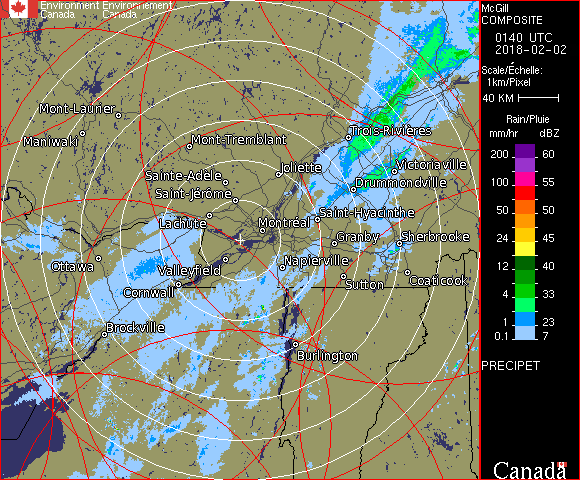 Environment Environnement
Canada Canada
McGill
COMPOSITE
0140 UTC
2018-02-02
Scale/Échelle:
1km/Pixel
40 KM
Rain/Pluie
mm/hr dBZ
200 60
150 57
100 55
50 50
24 45
12 40
4 33
1 23
0.1 7
PRECIPET
Canada
Mont-Laurier
Maniwaki
Mont-Tremblant
Trois-Rivières
Sainte-Adèle
Joliette
Victoriaville
Saint-Jérôme
Drummondville
Lachute
Montréal
Saint-Hyacinthe
Granby
Sherbrooke
Ottawa
Valleyfield
Napierville
Cornwall
Sutton
Coaticook
Brockville
Burlington